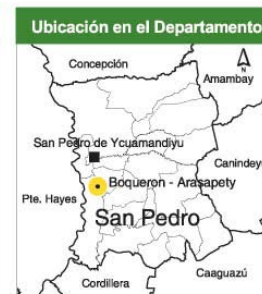 Ubicación en el Departamento
Concepción
N
Amambay
San Pedro de Ycuamandiyu
Canindey
Boqueron - Arasapety
Pte. Hayes
San Pedro
Caaguazú
Cordillera